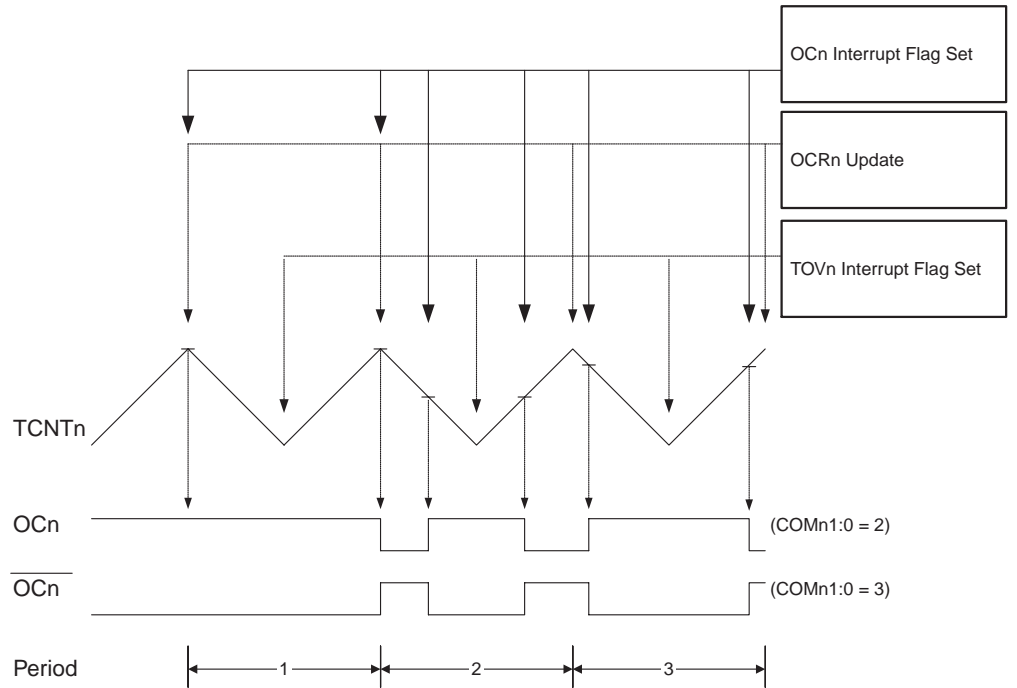 OCn Interrupt Flag Set
OCRn Update
TOVn Interrupt Flag Set
TCNTn
OCn
(COMn1:0 = 2)
OCn
(COMn1:0 = 3)
Period
1
2
3